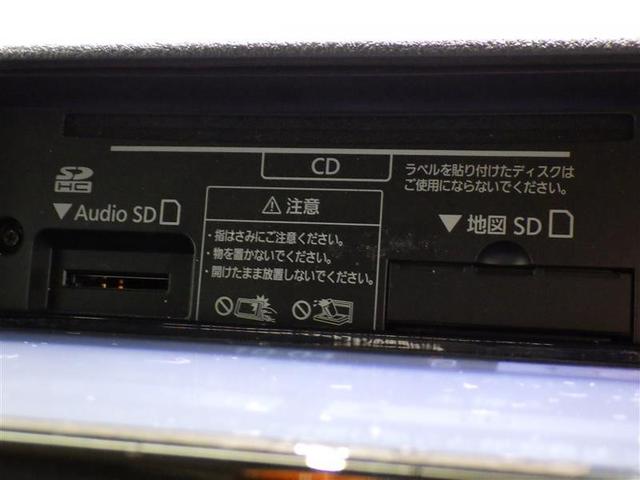 CD
ラベルを貼り付けたディスクは
ご使用にならないでください。
SD
HC
▼Audio SD
⚠注意
・指はさみにご注意ください。
・物を置かないでください。
・開けたまま放置しないでください。
▼地図 SD